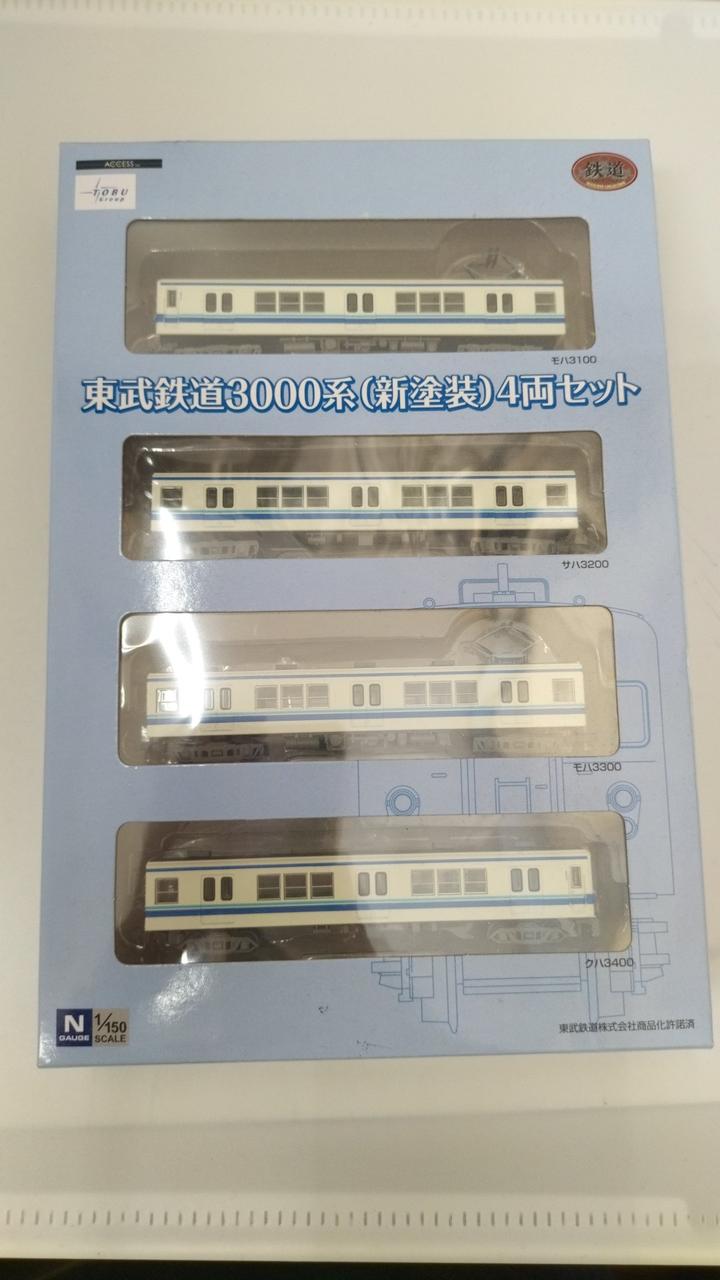 ACCESS
TOBU
Group
鉄道
モハ3100
東武鉄道3000系(新塗装)4両セット
サハ3200
モハ3300
クハ3400
N
GAUGE
1/150
SCALE
東武鉄道株式会社商品化許諾済